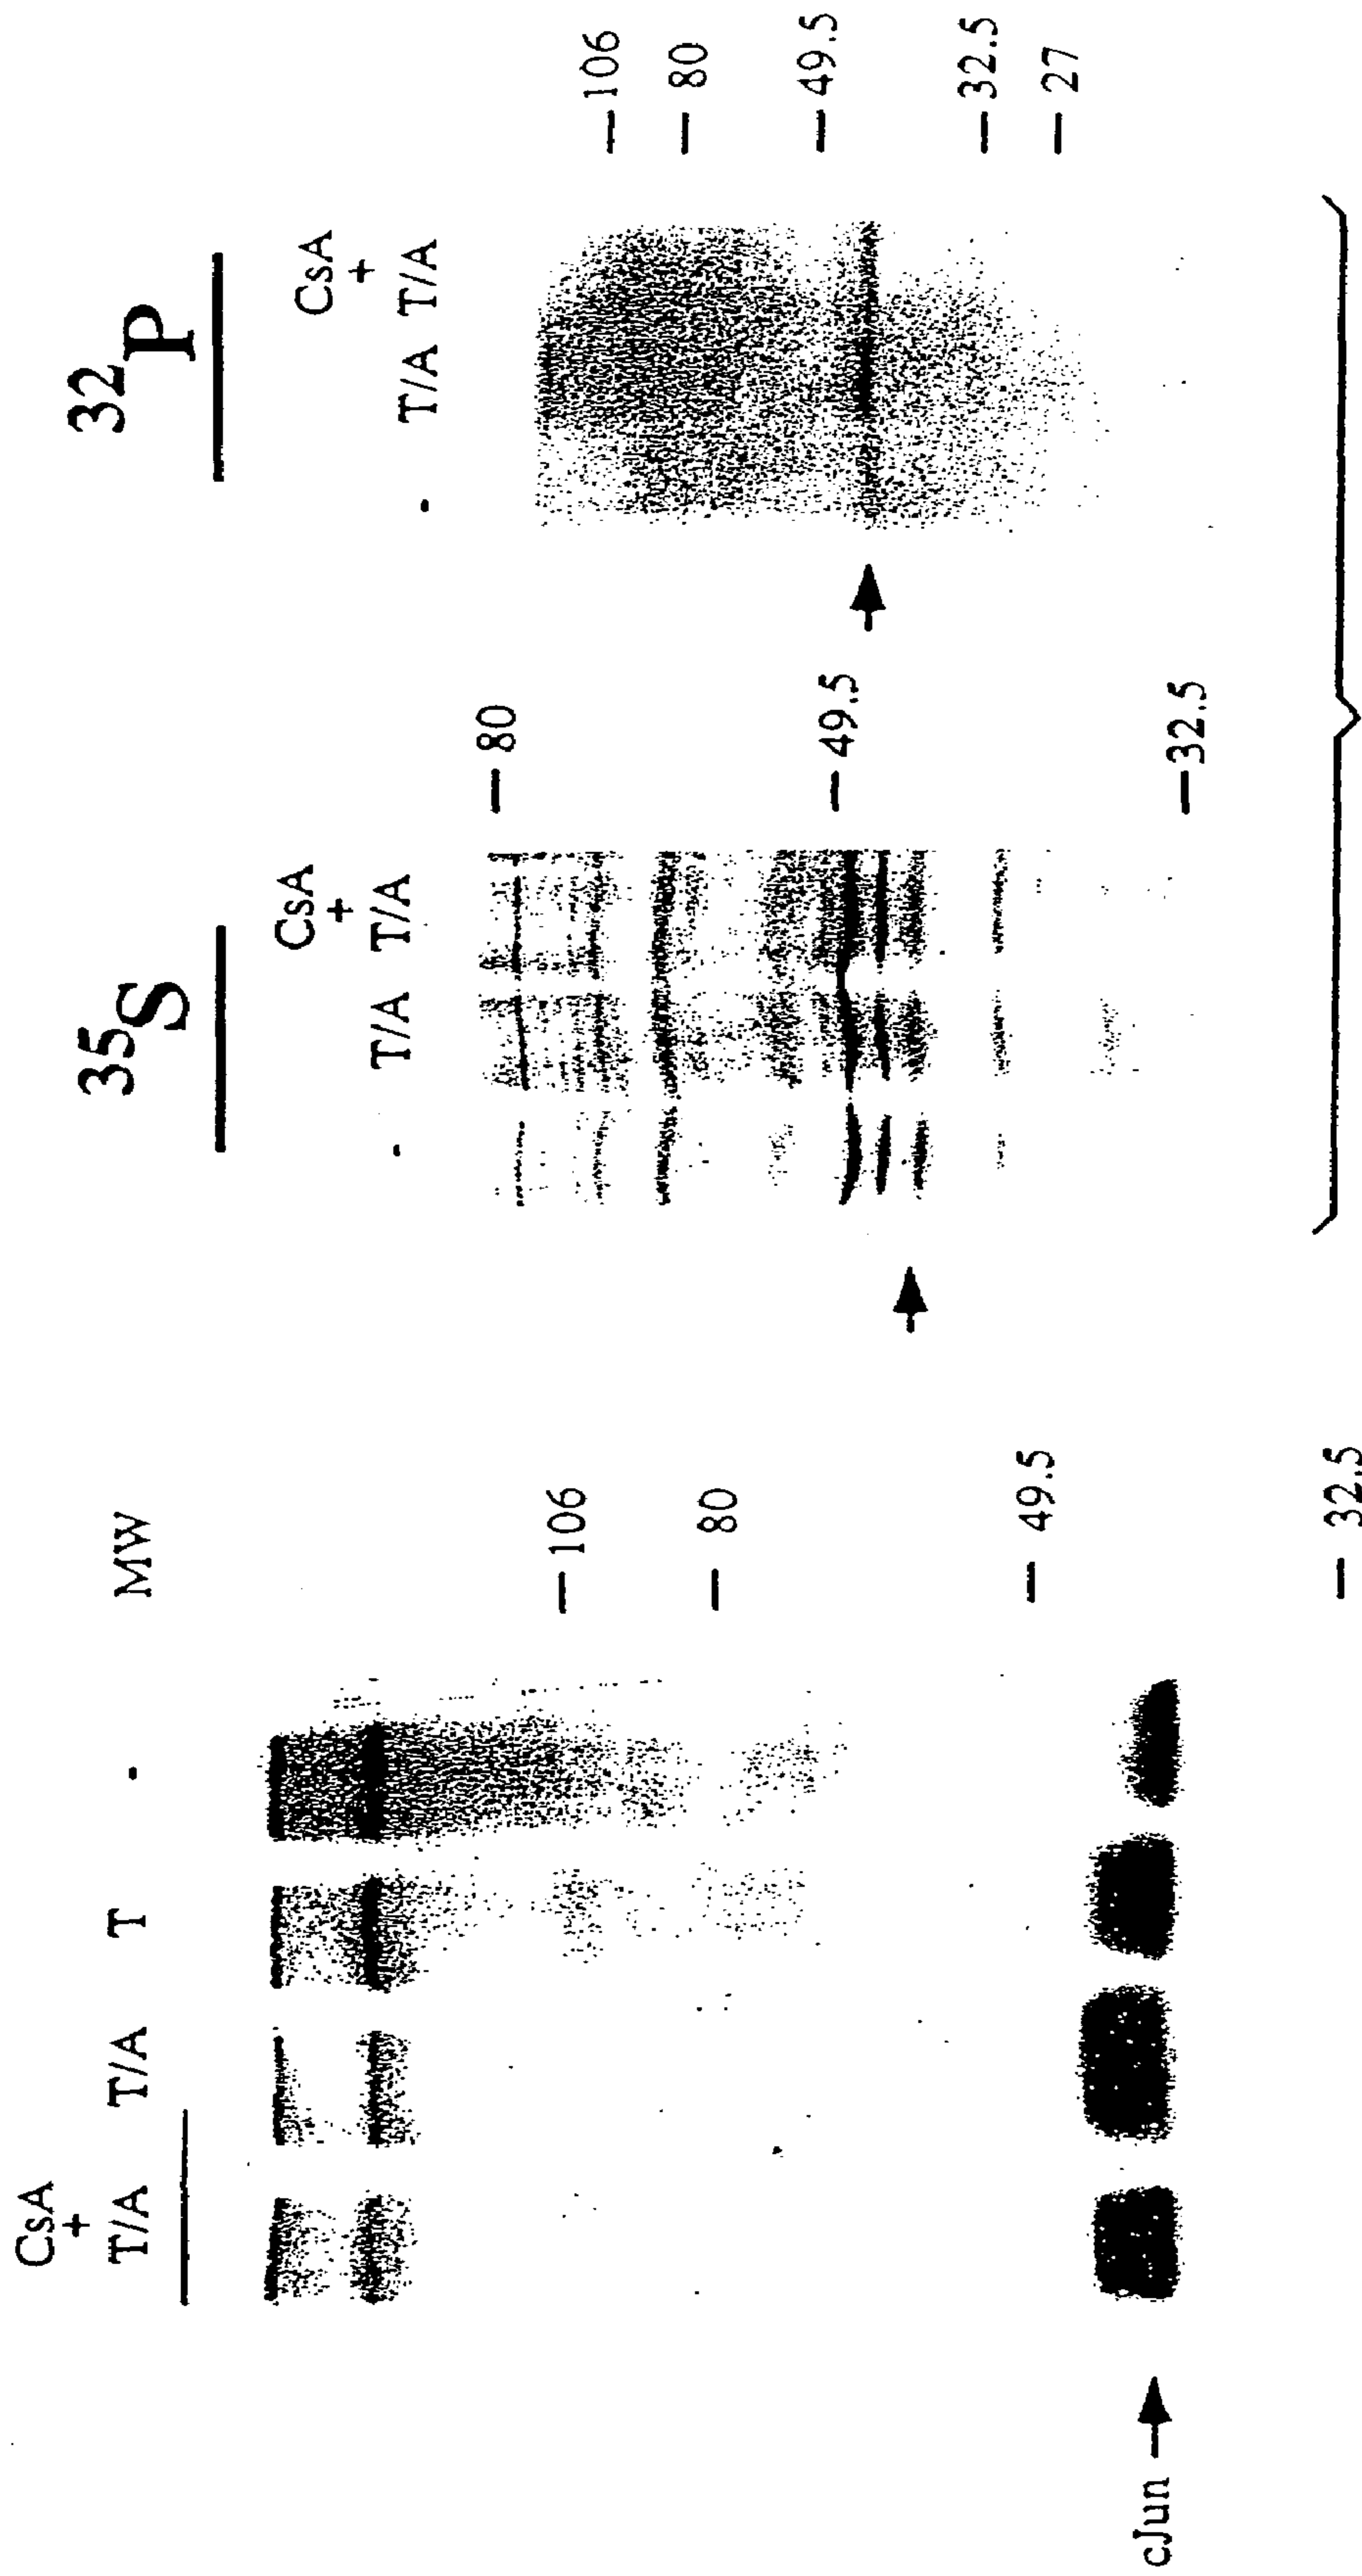 CsA
+
T/A T/A T - MW
- 106
- 80
- 49.5
- 32.5
cJun
35S
CsA
+
- T/A T/A
- 80
- 49.5
- 32.5
32P
CsA
+
- T/A T/A
- 106
- 80
- 49.5
- 32.5
- 27